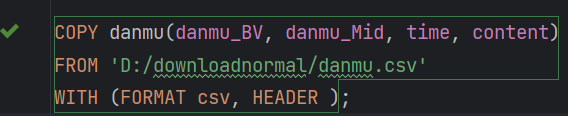 COPY danmu(danmu_BV, danmu_Mid, time, content)
FROM 'D:/downloadnormal/danmu.csv'
WITH (FORMAT csv, HEADER );